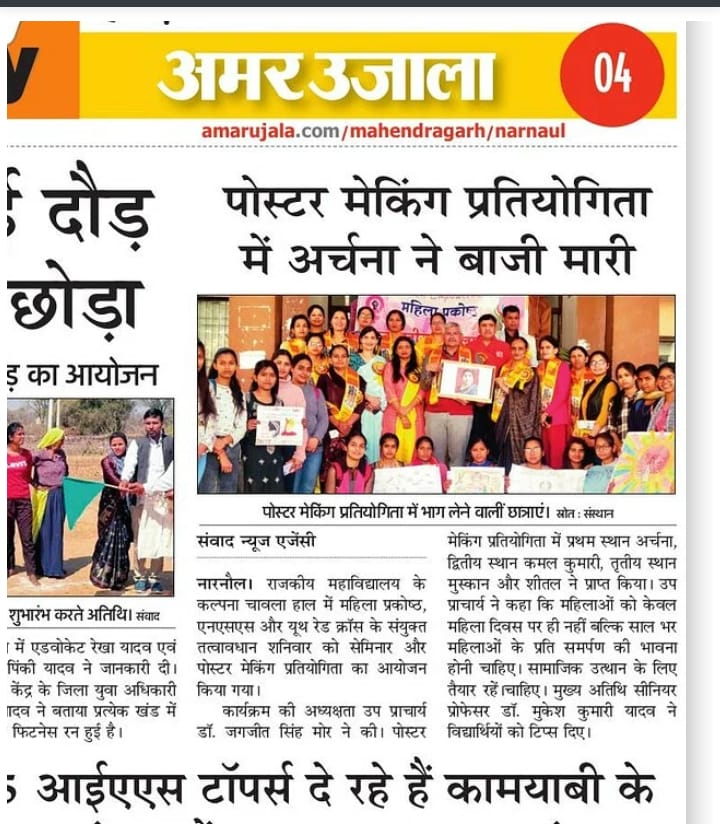 अमर उजाला
04
amarujala.com/mahendragarh/narnaul
दौड़
छोड़ा
का आयोजन
शुभारंभ करते अतिथि। संवाद
में एडवोकेट रेखा यादव एवं
पिंकी यादव ने जानकारी दी।
केंद्र के जिला युवा अधिकारी
यादव ने बताया प्रत्येक खंड में
फिटनेस रन हुई है।
पोस्टर मेकिंग प्रतियोगिता
में अर्चना ने बाजी मारी
महिला प्रकोष्ठ
पोस्टर मेकिंग प्रतियोगिता में भाग लेने वालीं छात्राएं। स्रोत : संस्थान
संवाद न्यूज एजेंसी
नारनौल। राजकीय महाविद्यालय के
कल्पना चावला हाल में महिला प्रकोष्ठ,
एनएसएस और यूथ रेड क्रॉस के संयुक्त
तत्वावधान शनिवार को सेमिनार और
पोस्टर मेकिंग प्रतियोगिता का आयोजन
किया गया।
कार्यक्रम की अध्यक्षता उप प्राचार्य
डॉ. जगजीत सिंह मोर ने की। पोस्टर
मेकिंग प्रतियोगिता में प्रथम स्थान अर्चना,
द्वितीय स्थान कमल कुमारी, तृतीय स्थान
मुस्कान और शीतल ने प्राप्त किया। उप
प्राचार्य ने कहा कि महिलाओं को केवल
महिला दिवस पर ही नहीं बल्कि साल भर
महिलाओं के प्रति समर्पण की भावना
होनी चाहिए। सामाजिक उत्थान के लिए
तैयार रहें।चाहिए। मुख्य अतिथि सीनियर
प्रोफेसर डॉ. मुकेश कुमारी यादव ने
विद्यार्थियों को टिप्स दिए।
आईएएस टॉपर्स दे रहे हैं कामयाबी के